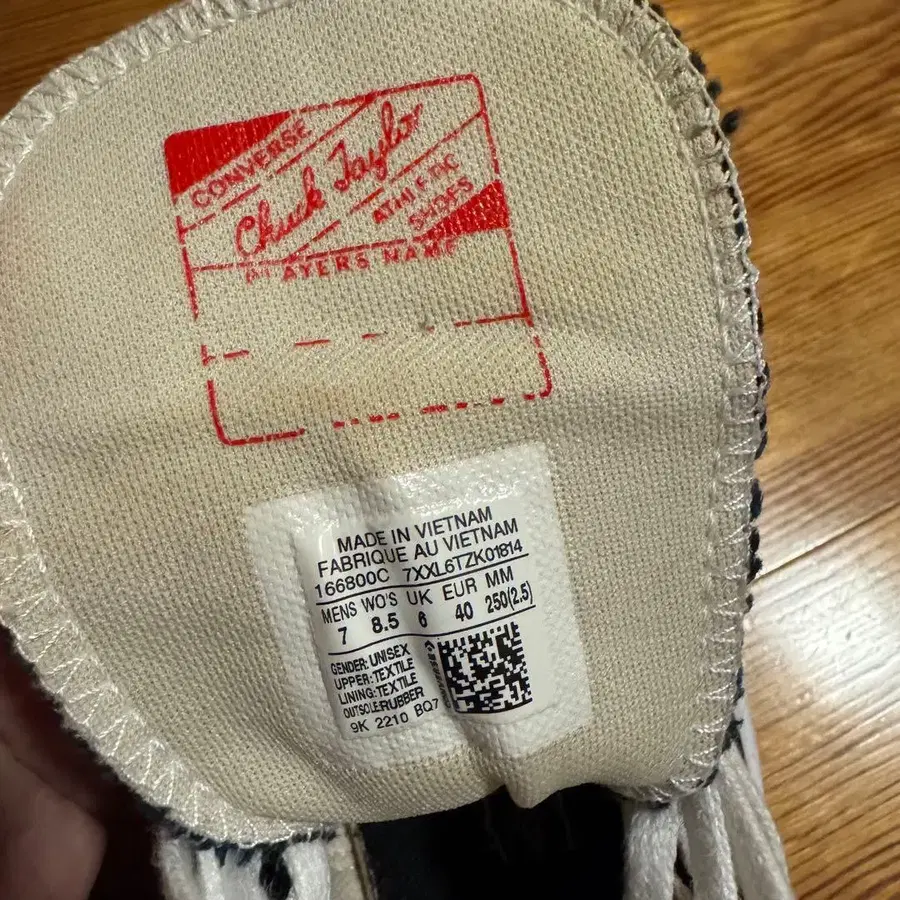 CONVERSE
Chuck Taylor
ATHLETIC
SHOES
PLAYERS NAME
MADE IN VIETNAM
FABRIQUE AU VIETNAM
166800C 7XXL6TZK01814
MENS WO'S UK EUR MM
7 8.5 6 40 250(2.5)
GENDER: UNISEX
UPPER: TEXTILE
LINING: TEXTILE
OUTSOLE: RUBBER
9K 2210 BQ7